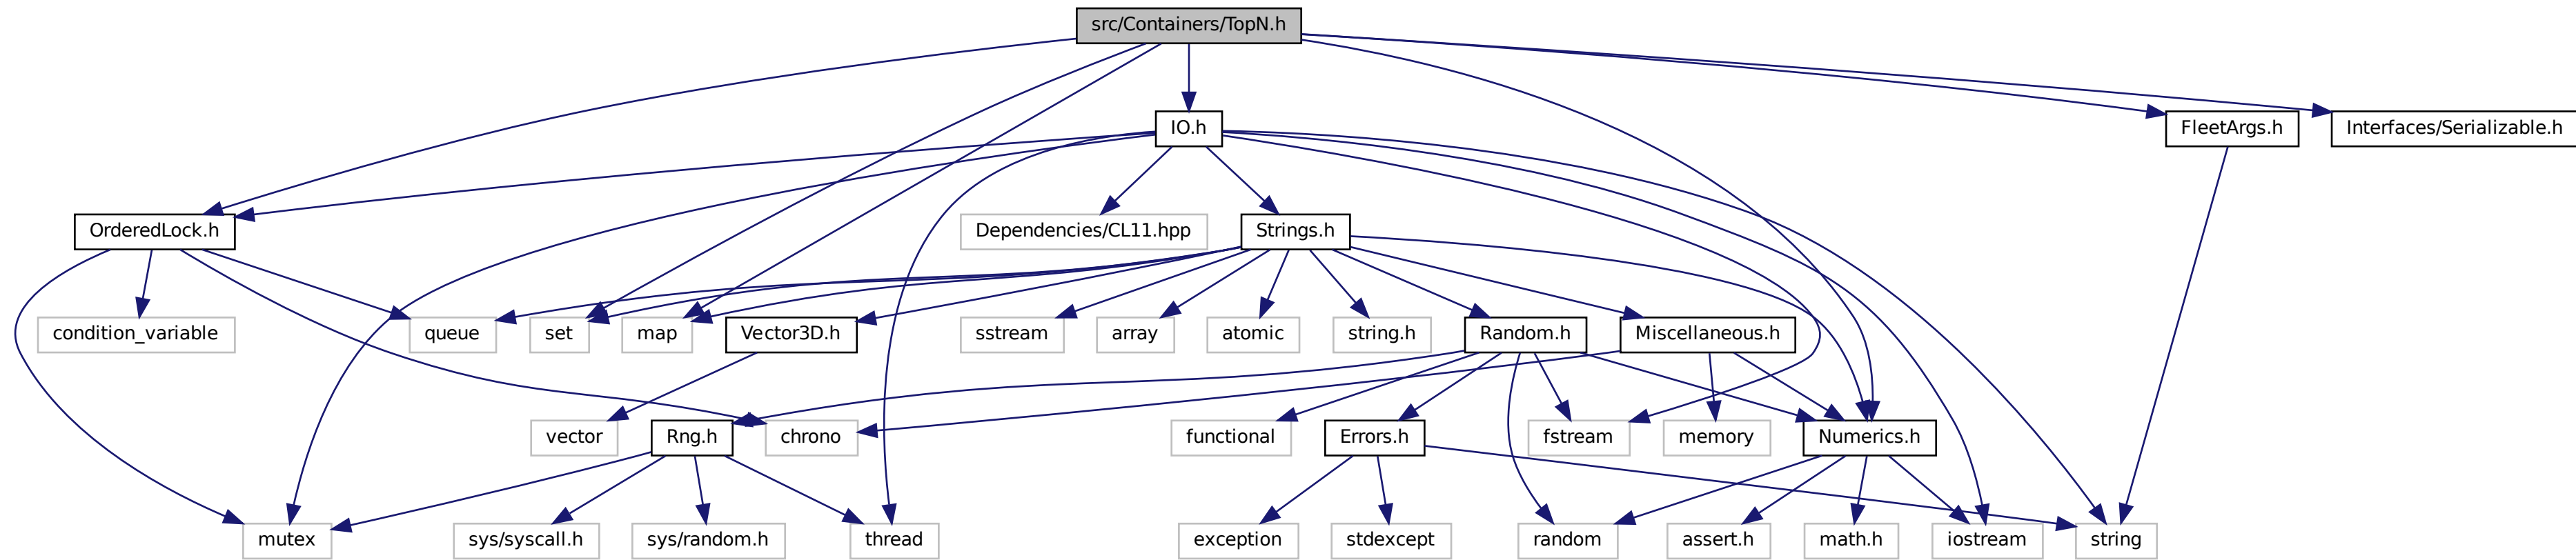 src/Containers/TopN.h
IO.h
FleetArgs.h
Interfaces/Serializable.h
OrderedLock.h
Dependencies/CL11.hpp
Strings.h
condition_variable
queue
set
map
Vector3D.h
sstream
array
atomic
string.h
Random.h
Miscellaneous.h
vector
Rng.h
chrono
functional
Errors.h
fstream
memory
Numerics.h
mutex
sys/syscall.h
sys/random.h
thread
exception
stdexcept
random
assert.h
math.h
iostream
string